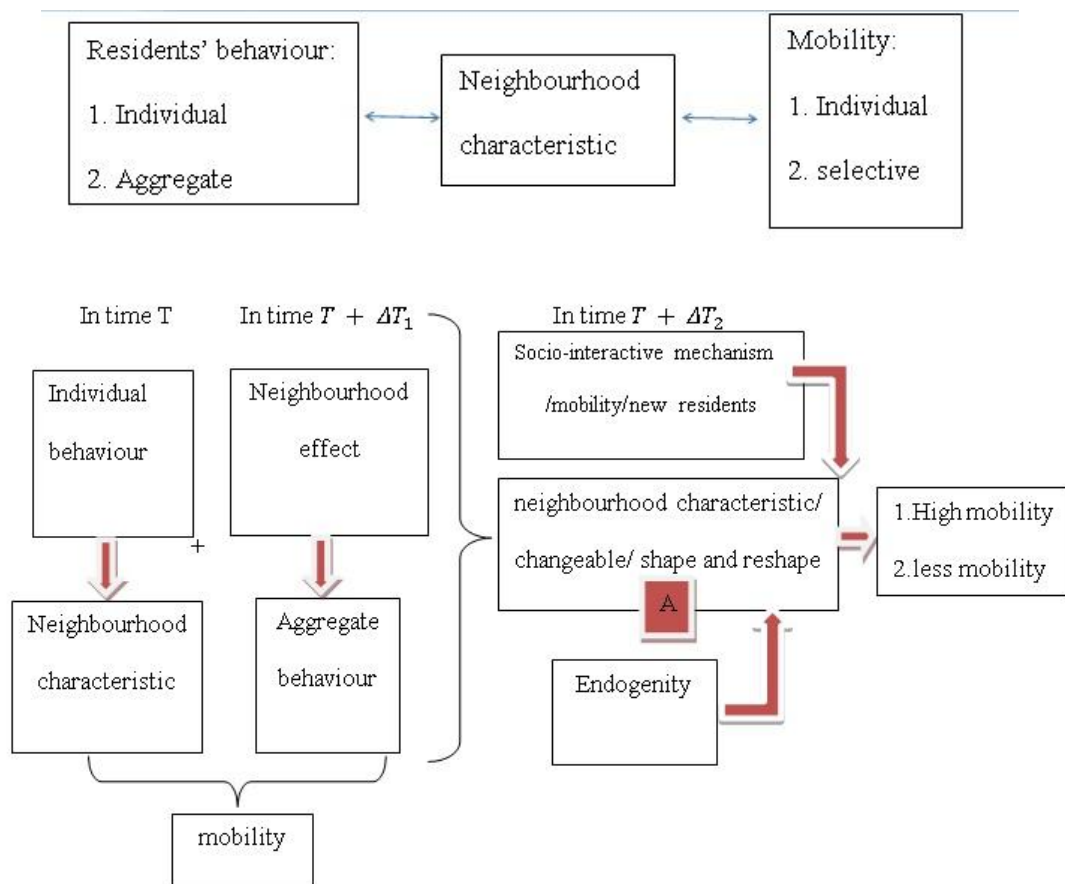 Residents’ behaviour:
1. Individual
2. Aggregate
Neighbourhood
characteristic
Mobility:
1. Individual
2. selective
In time T
In time T + ΔT₁
In time T + ΔT₂
Individual
behaviour
+
Neighbourhood
effect
Neighbourhood
characteristic
Aggregate
behaviour
mobility
Socio-interactive mechanism
/mobility/new residents
neighbourhood characteristic/
changeable/ shape and reshape
A
Endogenity
1.High mobility
2.less mobility